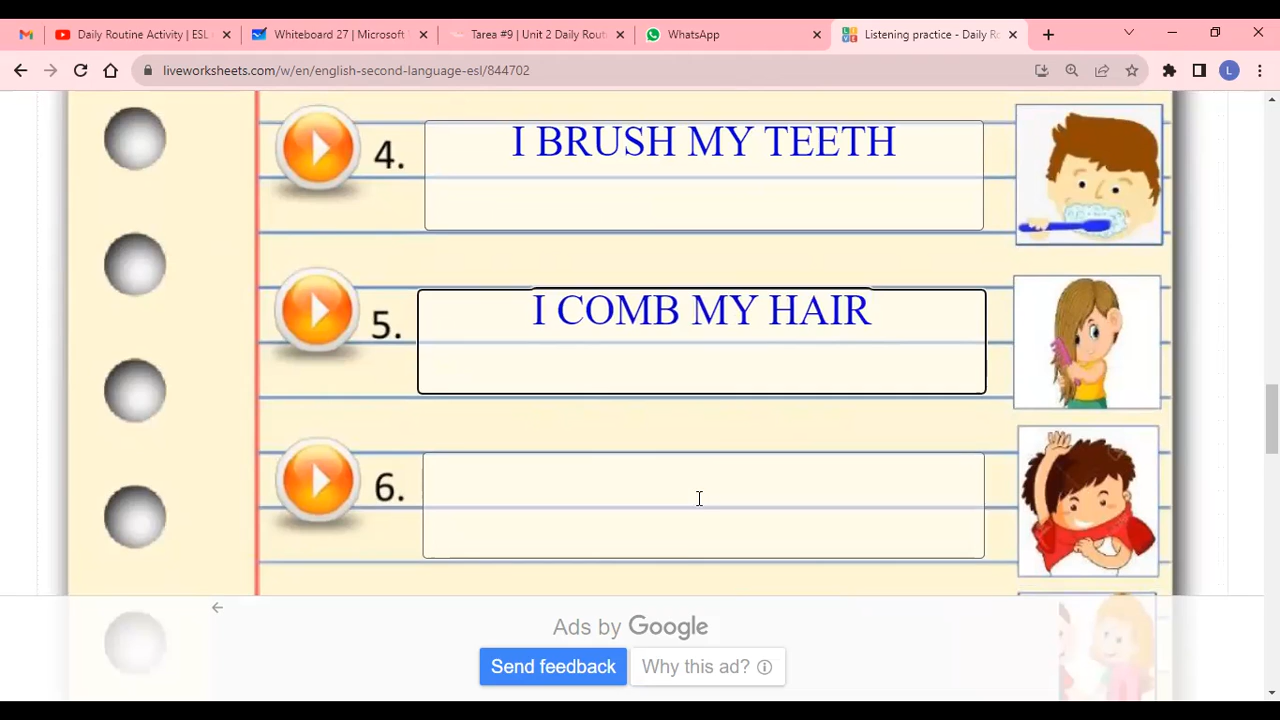 Daily Routine Activity | ESL
Whiteboard 27 | Microsoft
Tarea #9 | Unit 2 Daily Rout
WhatsApp
Listening practice - Daily Ro
liveworksheets.com/w/en/english-second-language-esl/844702
L
4. I BRUSH MY TEETH
5. I COMB MY HAIR
6.
Ads by Google
Send feedback
Why this ad?